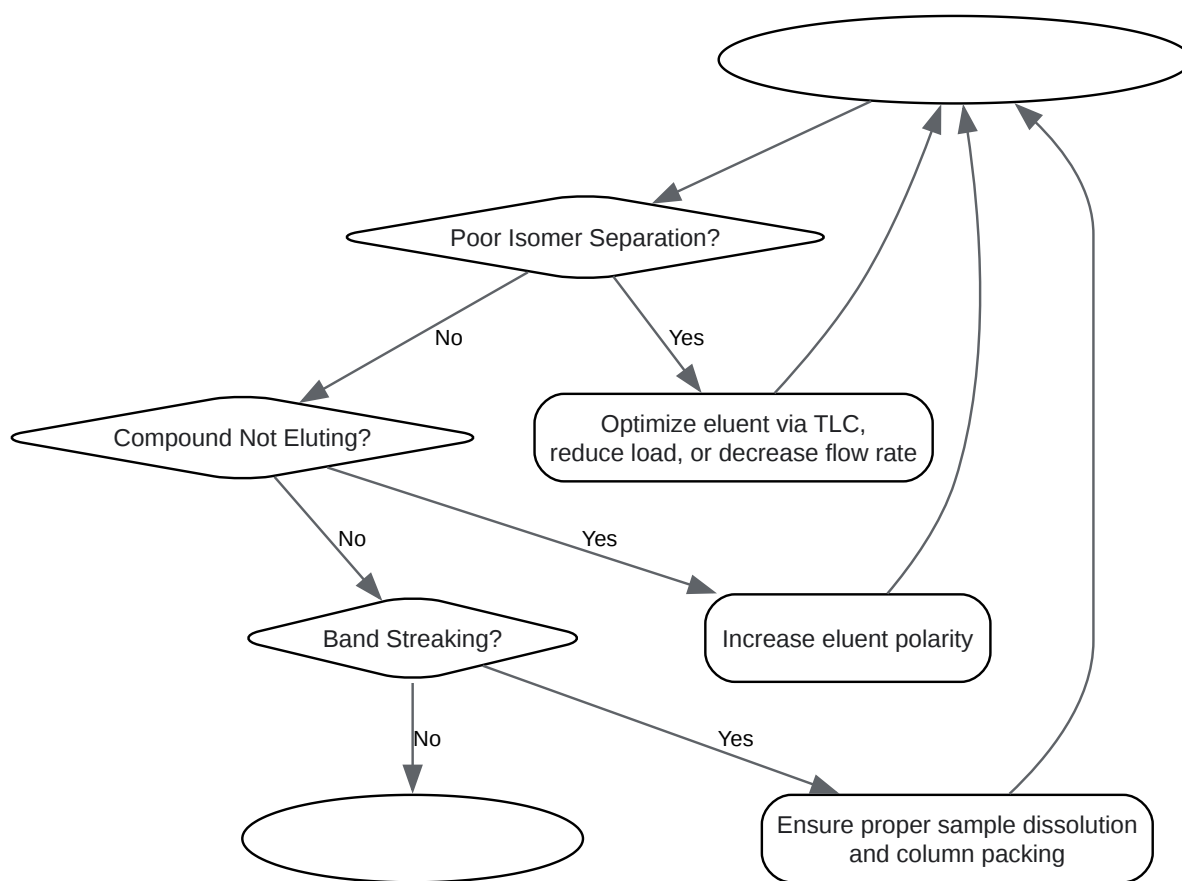 Poor Isomer Separation?
No
Yes
Optimize eluent via TLC,
reduce load, or decrease flow rate
Compound Not Eluting?
No
Yes
Increase eluent polarity
Band Streaking?
No
Yes
Ensure proper sample dissolution
and column packing